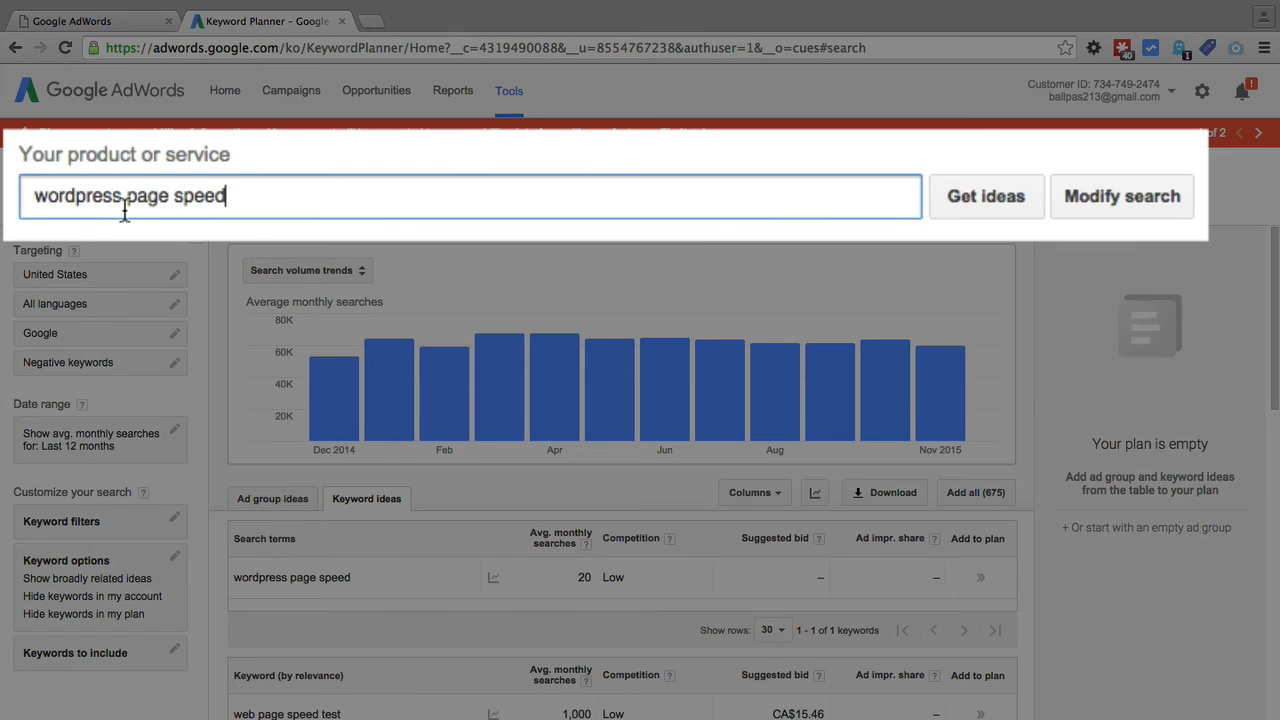 Google AdWords
Keyword Planner – Google
https://adwords.google.com/ko/KeywordPlanner/Home?__c=4319490088&__u=8554767238&authuser=1&__o=cues#search
40
1
Google AdWords
Home
Campaigns
Opportunities
Reports
Tools
Customer ID: 734-749-2474
ballpas213@gmail.com
of 2
Your product or service
wordpress page speed
Get ideas
Modify search
Targeting ?
United States
All languages
Google
Negative keywords
Date range ?
Show avg. monthly searches
for: Last 12 months
Customize your search ?
Keyword filters
Keyword options
Show broadly related ideas
Hide keywords in my account
Hide keywords in my plan
Keywords to include
Search volume trends
Average monthly searches
80K
60K
40K
20K
Dec 2014
Feb
Apr
Jun
Aug
Nov 2015
Ad group ideas
Keyword ideas
Columns
Download
Add all (675)
Search terms
Avg. monthly
searches ?
Competition ?
Suggested bid ?
Ad impr. share ?
Add to plan
wordpress page speed
20
Low
–
–
»
Show rows: 30
1 - 1 of 1 keywords
Keyword (by relevance)
Avg. monthly
searches ?
Competition ?
Suggested bid ?
Ad impr. share ?
Add to plan
web page speed test
1,000
Low
CA$15.46
–
»
Your plan is empty
Add ad group and keyword ideas
from the table to your plan
+ Or start with an empty ad group